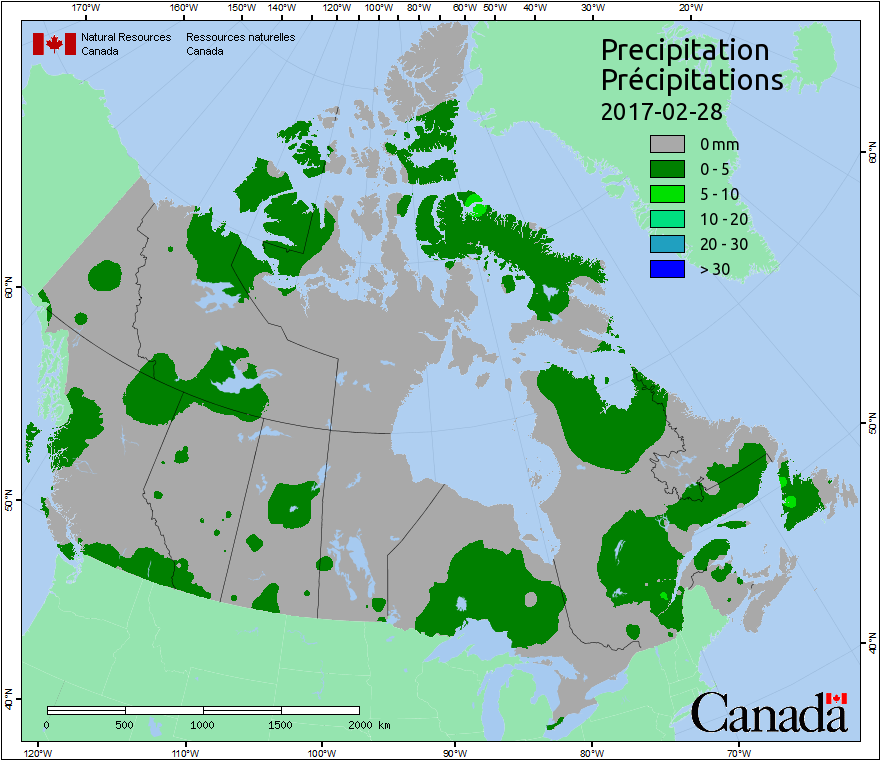 170°W 160°W 150°W 140°W 120°W 100°W 80°W 60°W 50°W 40°W 30°W 20°W
Natural Resources Canada
Ressources naturelles Canada
Precipitation
Précipitations
2017-02-28
0 mm
0 - 5
5 - 10
10 - 20
20 - 30
> 30
60°N
60°N
50°N
50°N
40°N
40°N
0 500 1000 1500 2000 km
Canada
120°W 110°W 100°W 90°W 80°W 70°W